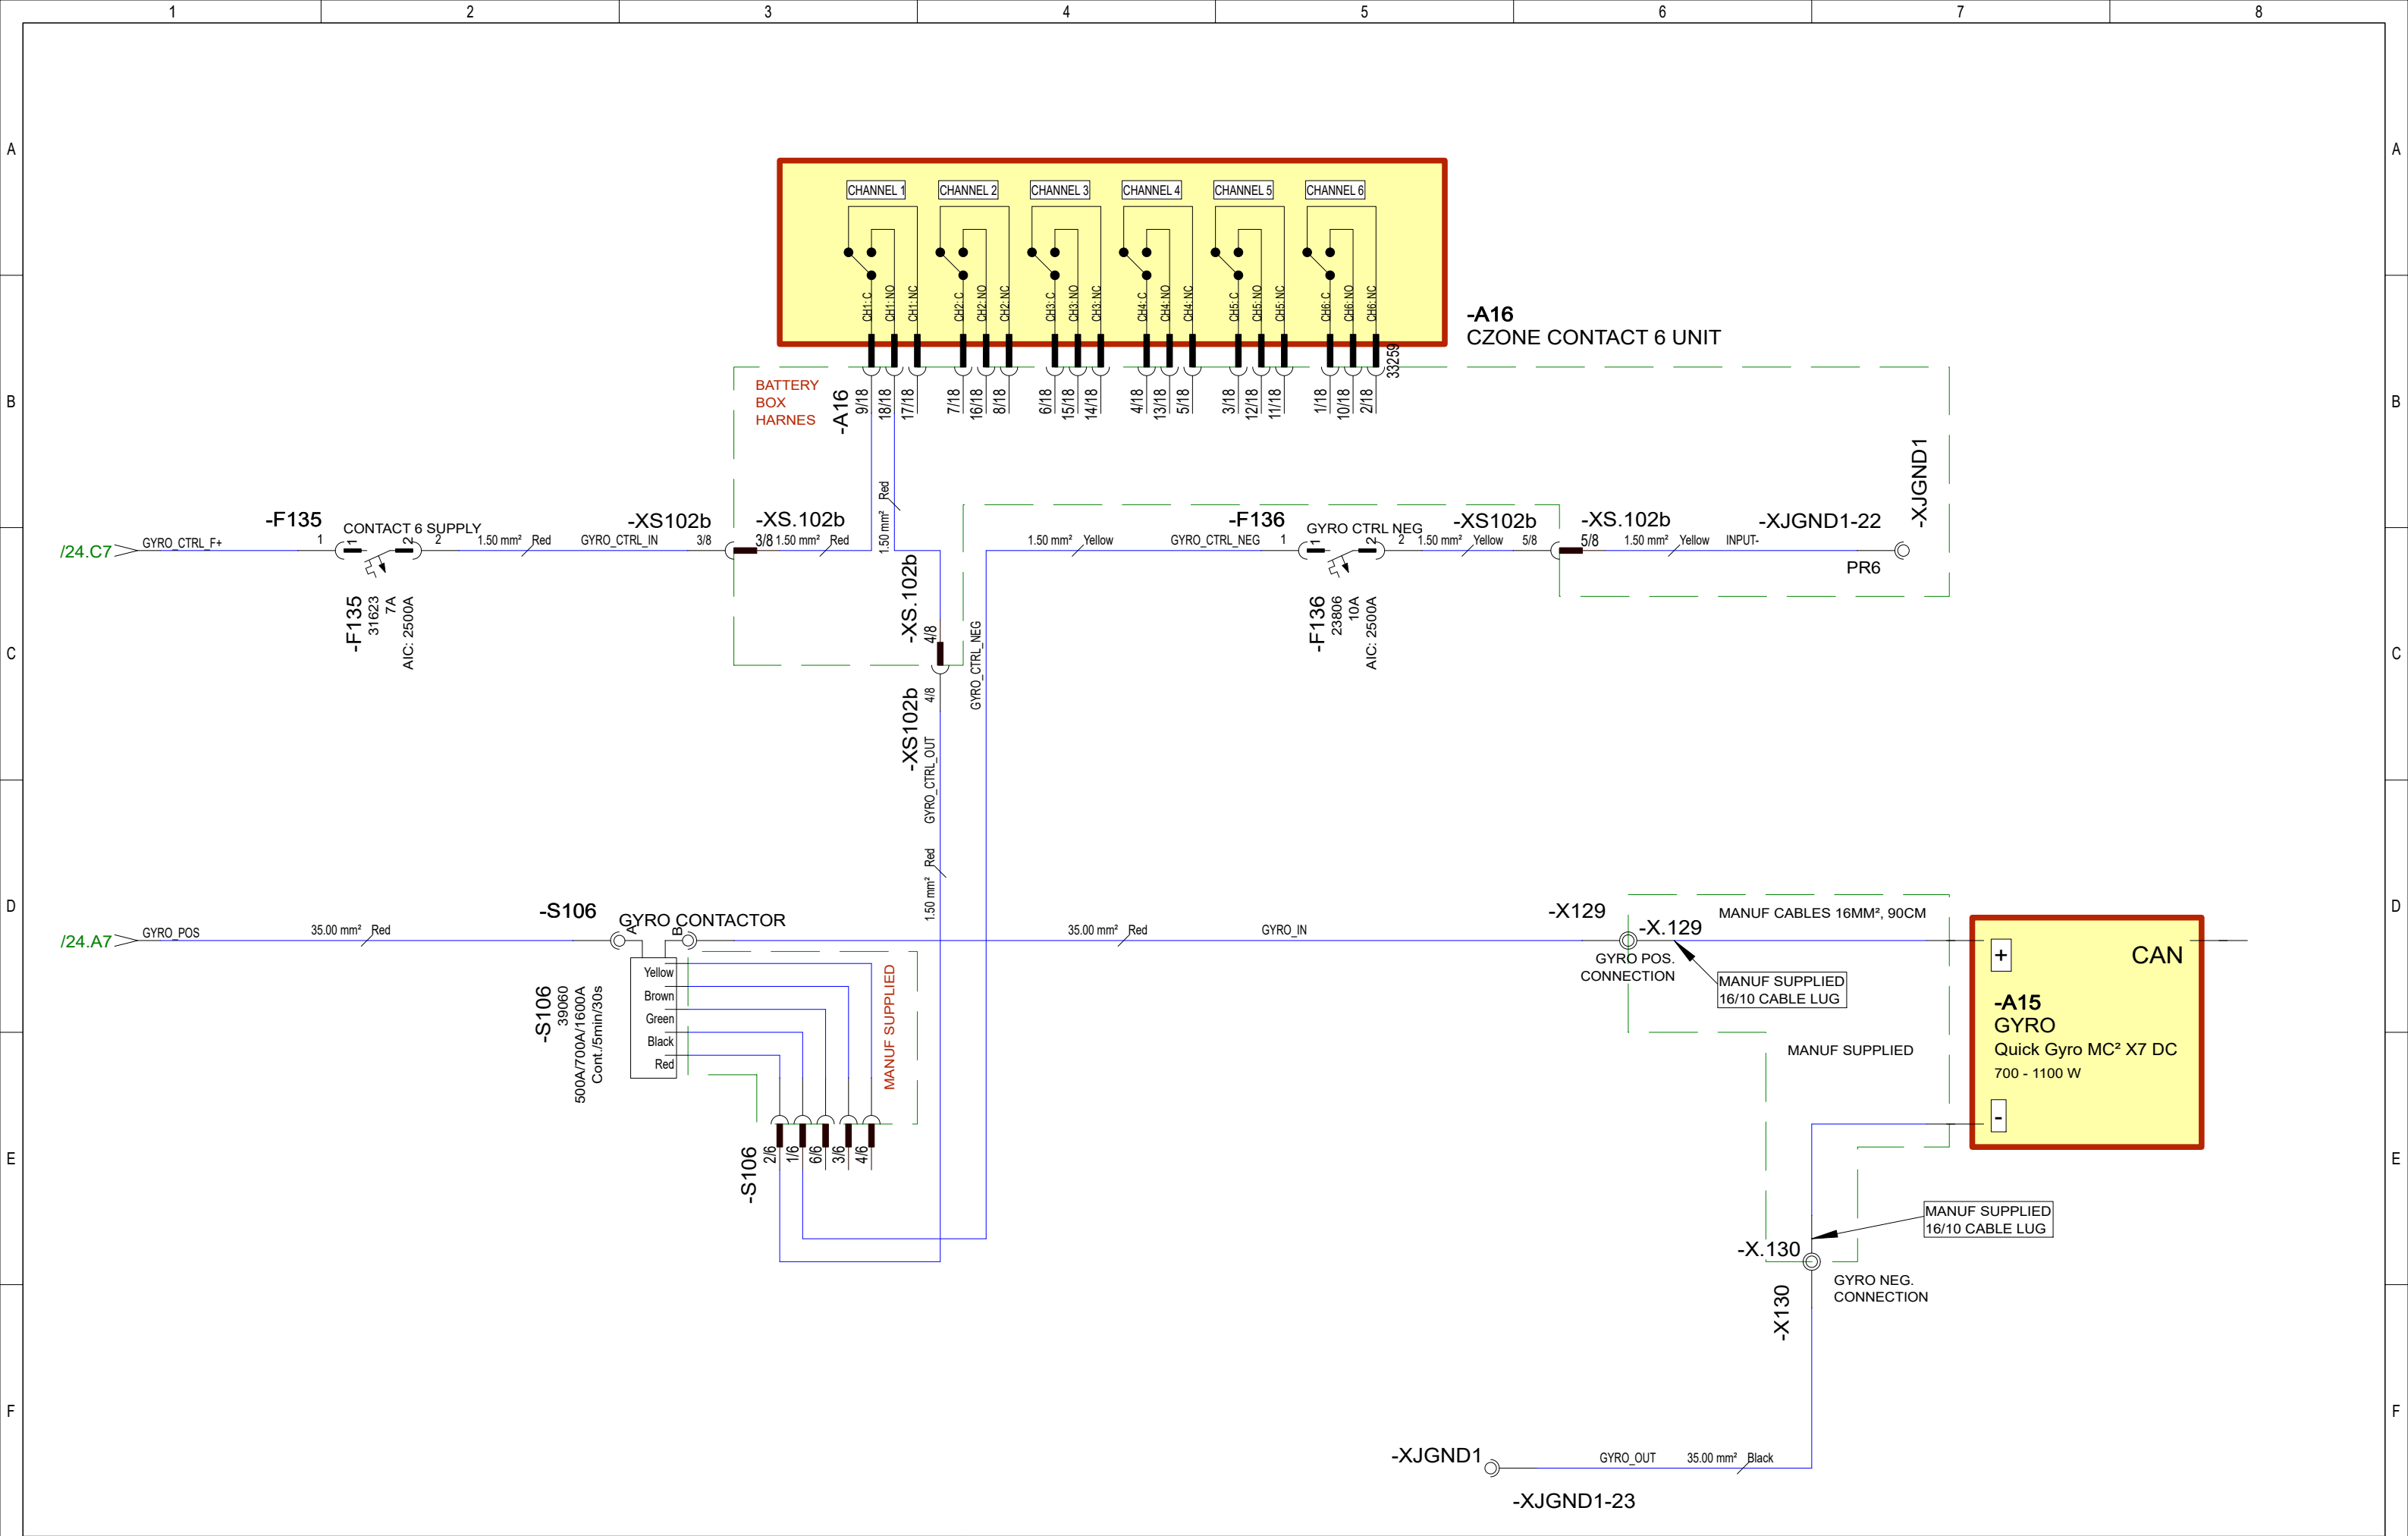 1 2 3 4 5 6 7 8
A A
CHANNEL 1 CHANNEL 2 CHANNEL 3 CHANNEL 4 CHANNEL 5 CHANNEL 6
CH1: C CH1: NO CH1: NC CH2: C CH2: NO CH2: NC CH3: C CH3: NO CH3: NC CH4: C CH4: NO CH4: NC CH5: C CH5: NO CH5: NC CH6: C CH6: NO CH6: NC
-A16
CZONE CONTACT 6 UNIT
33259
B B
BATTERY
BOX
HARNES
-A16
9/18 18/18 17/18 7/18 16/18 8/18 6/18 15/18 14/18 4/18 13/18 5/18 3/18 12/18 11/18 1/18 10/18 2/18
-XJGND1
1.50 mm² Red
-F135 CONTACT 6 SUPPLY -XS102b -XS.102b -F136 GYRO CTRL NEG -XS102b -XS.102b -XJGND1-22
/24.C7 GYRO_CTRL_F+ 1 1 2 2 1.50 mm² Red GYRO_CTRL_IN 3/8 3/8 1.50 mm² Red 1.50 mm² Yellow GYRO_CTRL_NEG 1 1 2 2 1.50 mm² Yellow 5/8 5/8 1.50 mm² Yellow INPUT-
PR6
-F135
31623
7A
AIC: 2500A
-XS.102b
4/8
-F136
23806
10A
AIC: 2500A
C C
GYRO_CTRL_NEG
-XS102b
4/8
GYRO_CTRL_OUT
1.50 mm² Red
D D
-S106 GYRO CONTACTOR -X129 MANUF CABLES 16MM², 90CM
/24.A7 GYRO_POS 35.00 mm² Red A B 35.00 mm² Red GYRO_IN -X.129
GYRO POS.
CONNECTION
MANUF SUPPLIED
16/10 CABLE LUG
+ CAN
-A15
GYRO
Quick Gyro MC² X7 DC
700 - 1100 W
-
Yellow
Brown
Green
Black
Red
MANUF SUPPLIED
-S106
39060
500A/700A/1600A
Cont./5min/30s
MANUF SUPPLIED
E E
-S106
2/6 1/6 6/6 3/6 4/6
MANUF SUPPLIED
16/10 CABLE LUG
-X.130
GYRO NEG.
CONNECTION
-X130
F F
-XJGND1 GYRO_OUT 35.00 mm² Black
-XJGND1-23